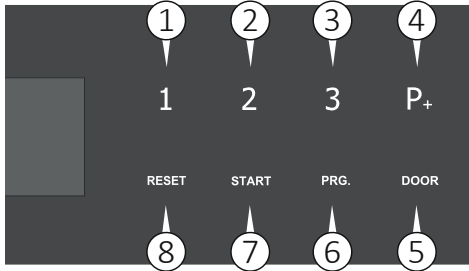 1 2 3 4
1 2 3 P+
RESET START PRG. DOOR
8 7 6 5